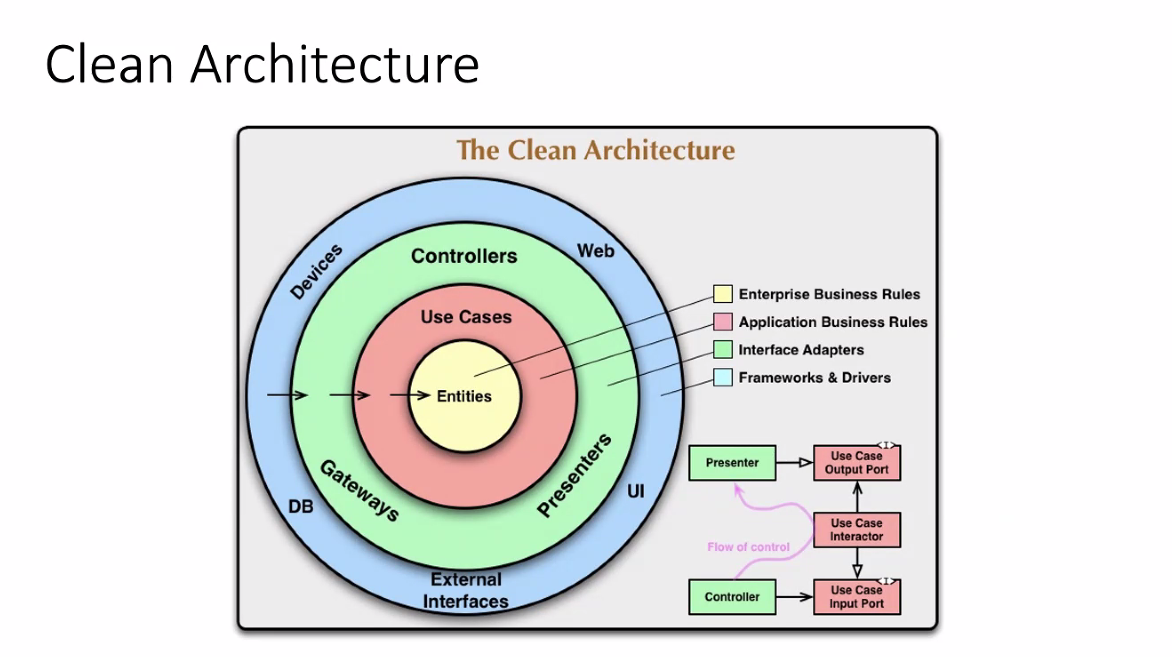 Clean Architecture
The Clean Architecture
Devices
Controllers
Web
Use Cases
Entities
Gateways
Presenters
DB
UI
External
Interfaces
Enterprise Business Rules
Application Business Rules
Interface Adapters
Frameworks & Drivers
Presenter
<I>
Use Case
Output Port
Use Case
Interactor
Flow of control
Controller
<I>
Use Case
Input Port